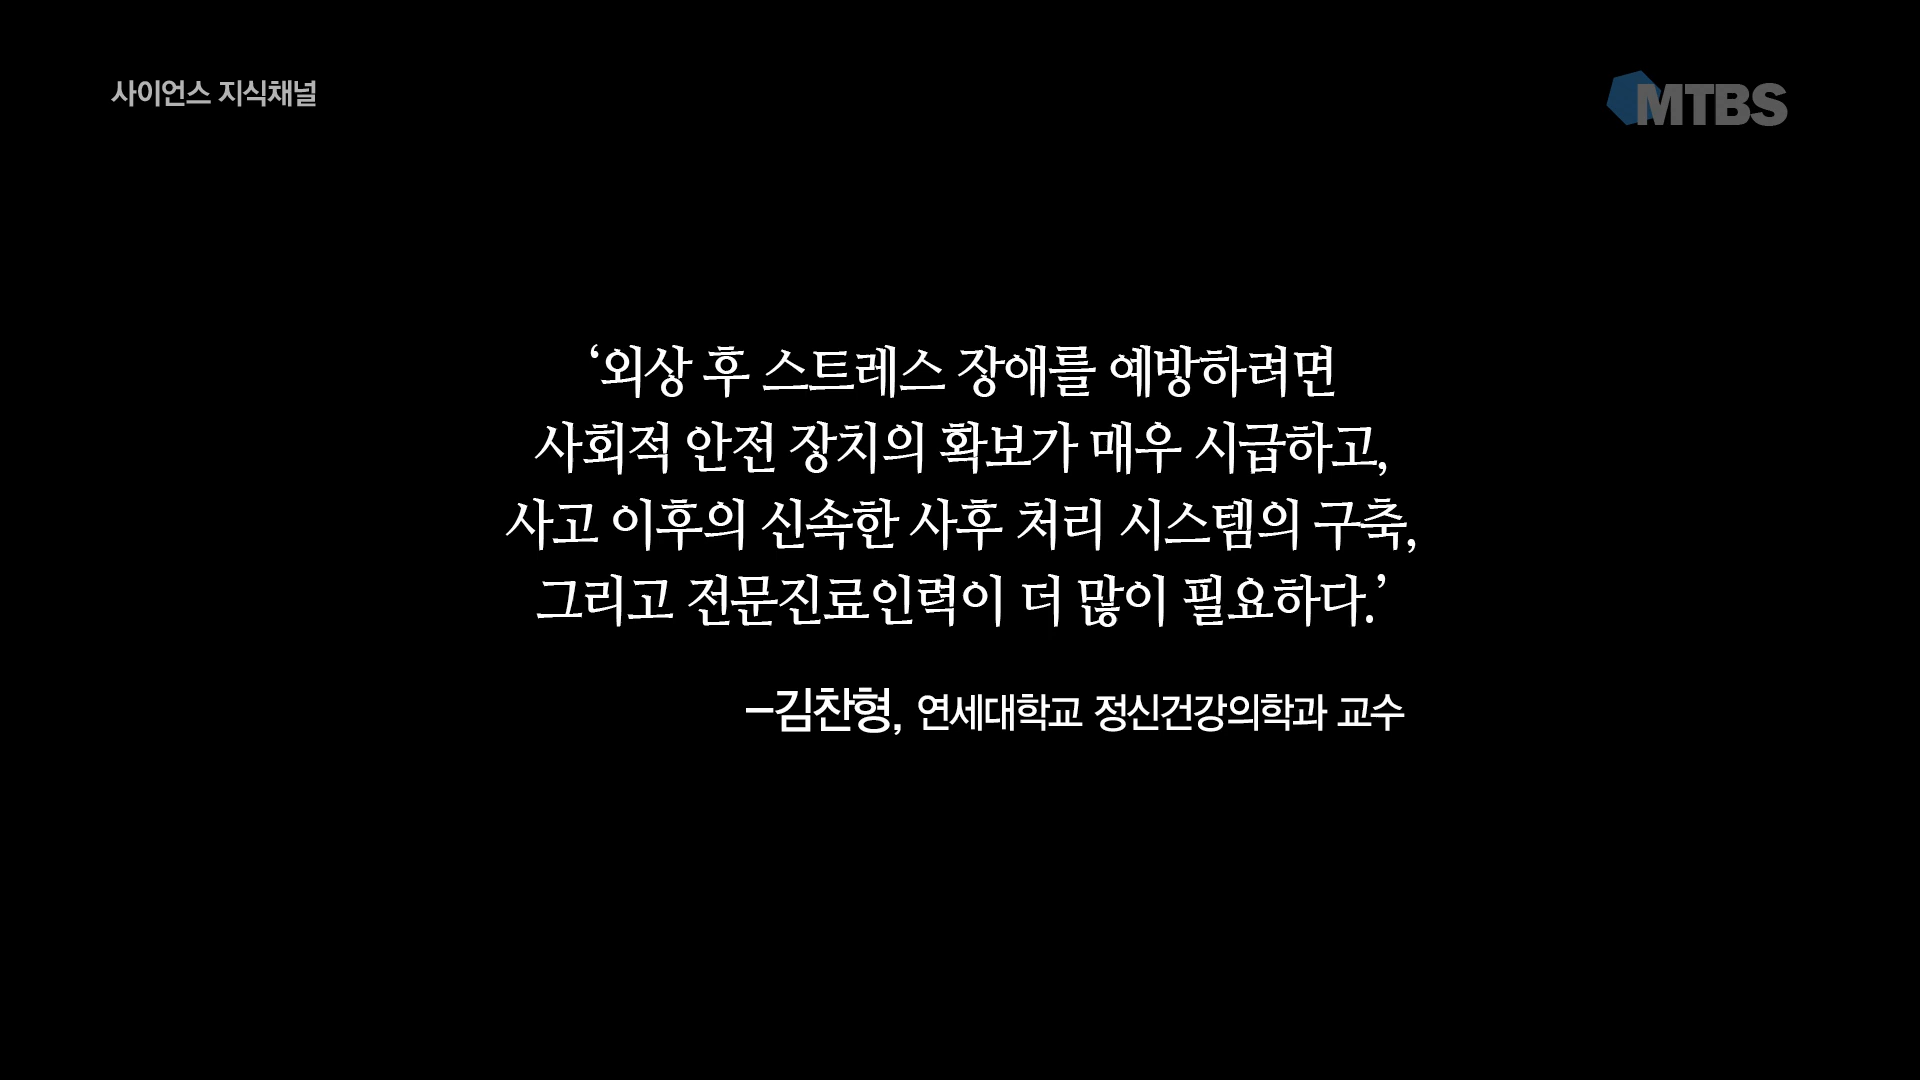 사이언스 지식채널
MTBS
‘외상 후 스트레스 장애를 예방하려면
사회적 안전 장치의 확보가 매우 시급하고,
사고 이후의 신속한 사후 처리 시스템의 구축,
그리고 전문진료인력이 더 많이 필요하다.’
–김찬형, 연세대학교 정신건강의학과 교수